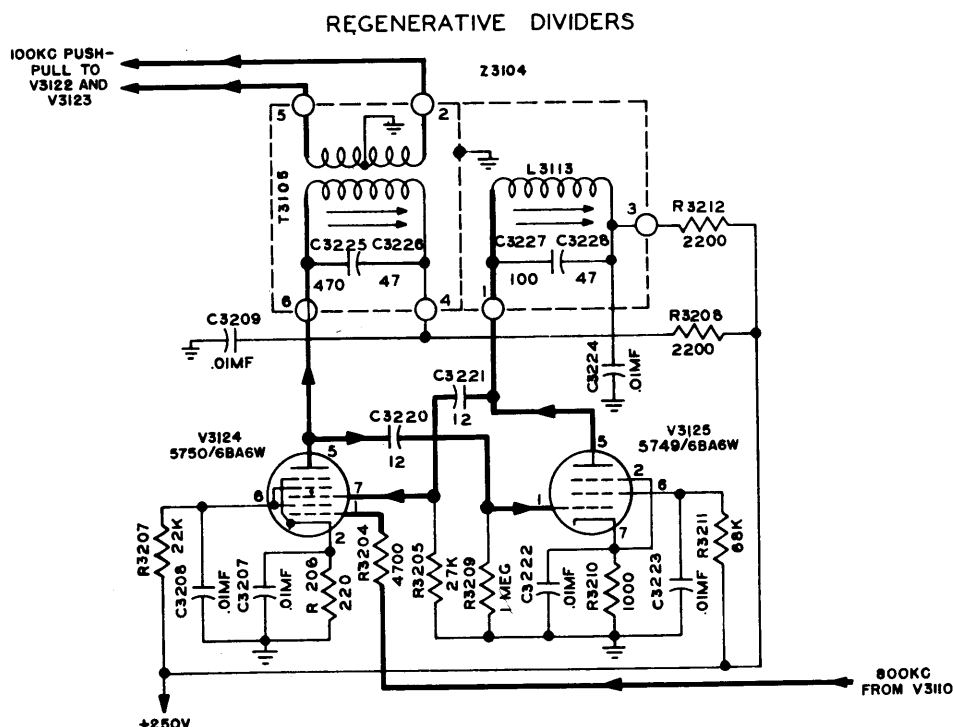 REGENERATIVE DIVIDERS
100KC PUSH-
PULL TO
V3122 AND
V3123
Z3104
5
2
T3105
L3113
3
R3212
2200
C3225
C3226
470
47
C3227
C3228
100
47
6
4
1
C3209
.01MF
R3208
2200
C3224
.01MF
C3221
12
C3220
12
V3124
5750/6BA6W
5
7
1
6
2
V3125
5749/6BA6W
5
2
6
1
7
R3207
22K
C3208
.01MF
C3207
.01MF
R 206
220
R3204
4700
R3205
27K
R3209
1 MEG
C3222
.01MF
R3210
1000
C3223
.01MF
R3211
68K
800KC
FROM V3110
+250V